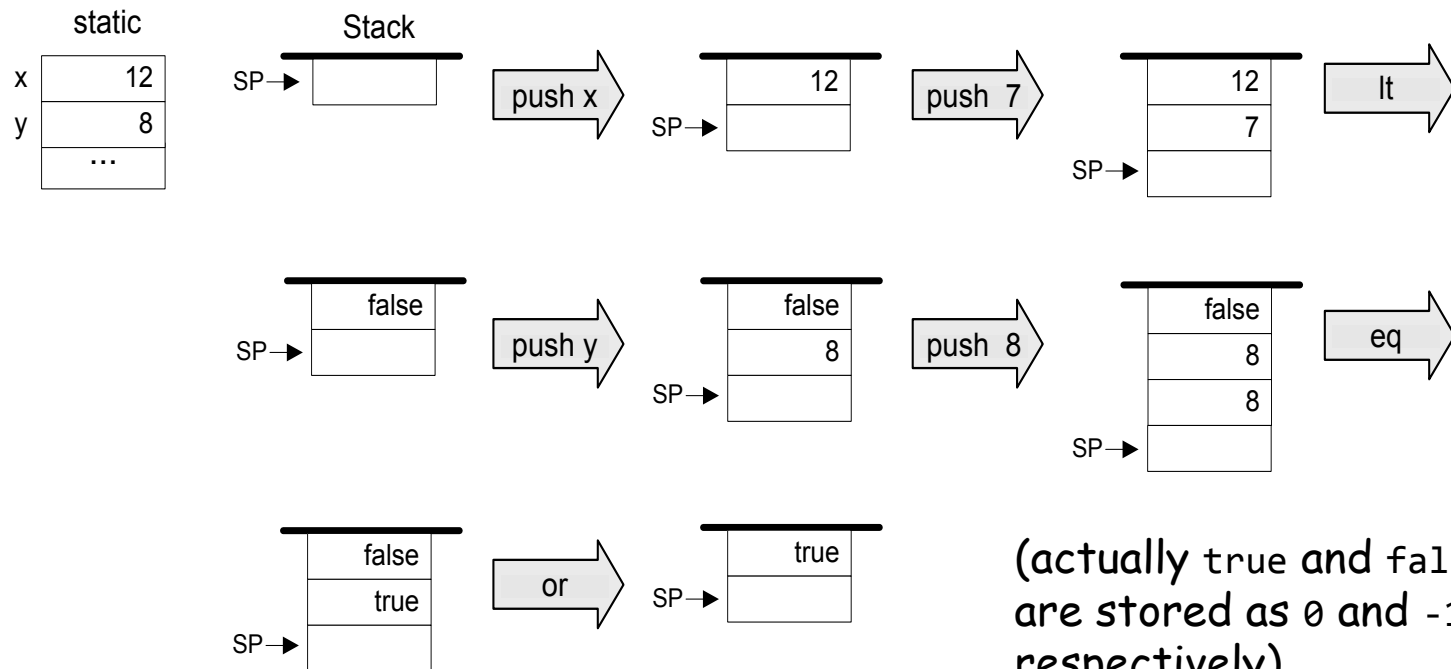 static Stack
x 12 SP push x 12 push 7 12 lt
y 8 SP 7
... SP
false push y false push 8 false eq
SP 8 8
SP 8
SP
false or true
true SP
SP
(actually true and fal
are stored as 0 and -1
respectively)